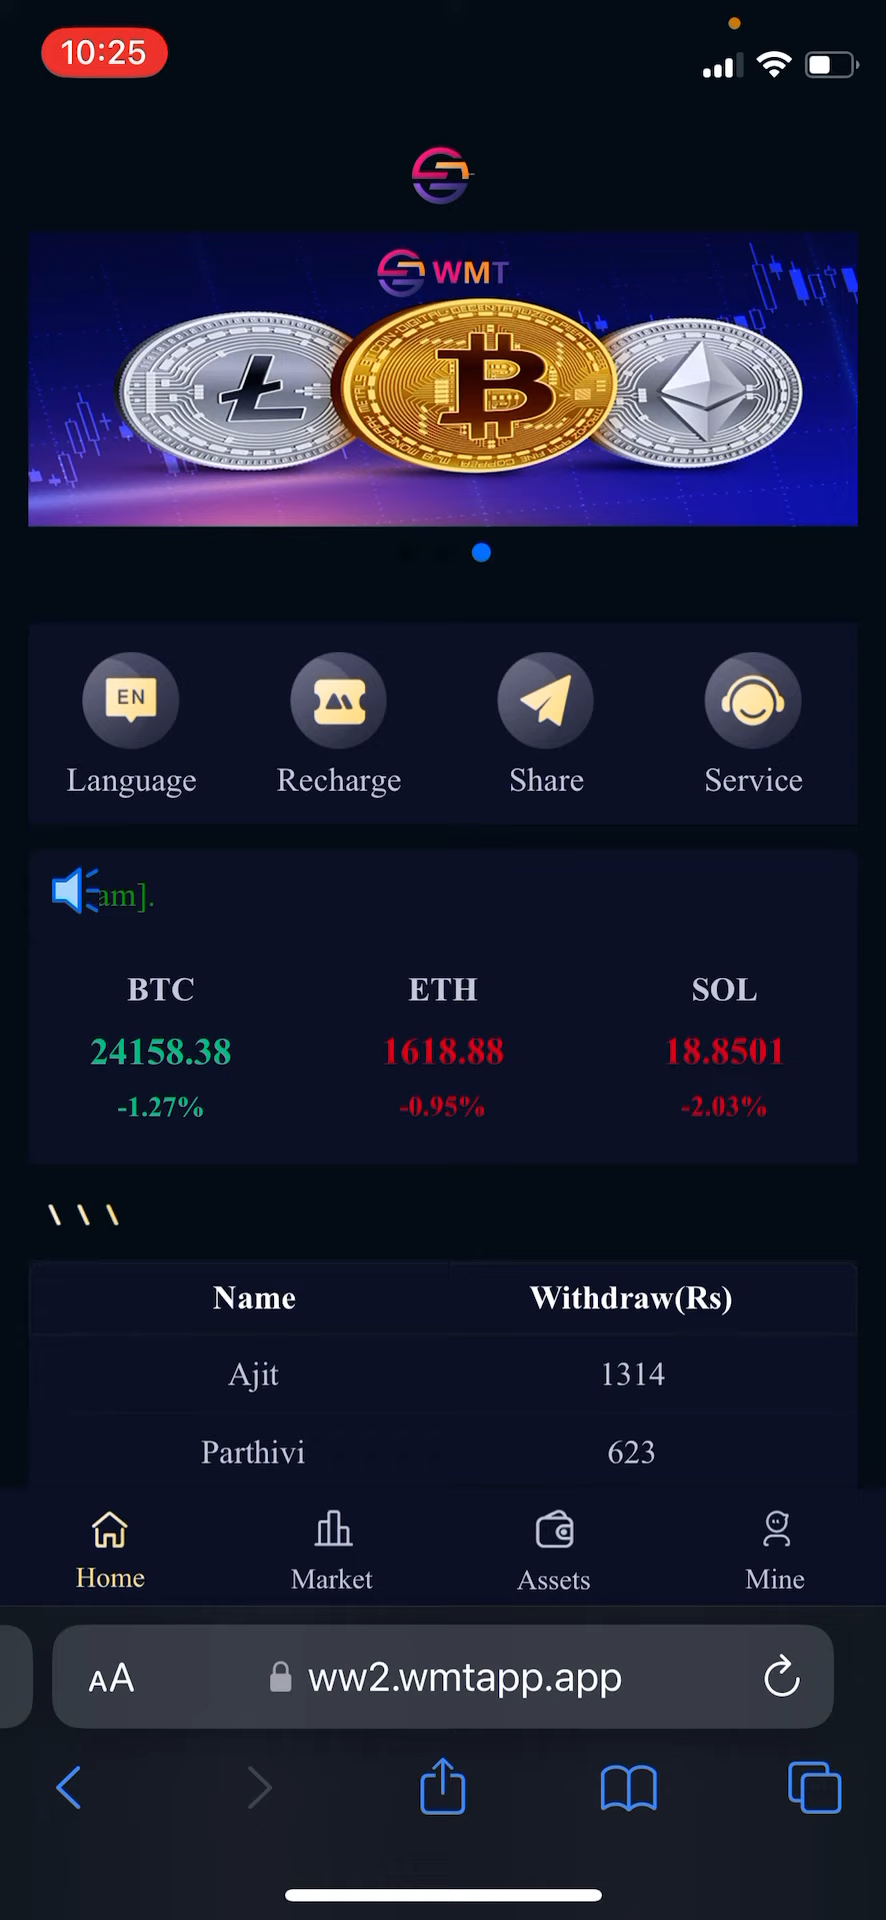 10:25
WMT
EN
Language Recharge Share Service
am].
BTC ETH SOL
24158.38 1618.88 18.8501
-1.27% -0.95% -2.03%
Name Withdraw(Rs)
Ajit 1314
Parthivi 623
Home Market Assets Mine
AA ww2.wmtapp.app